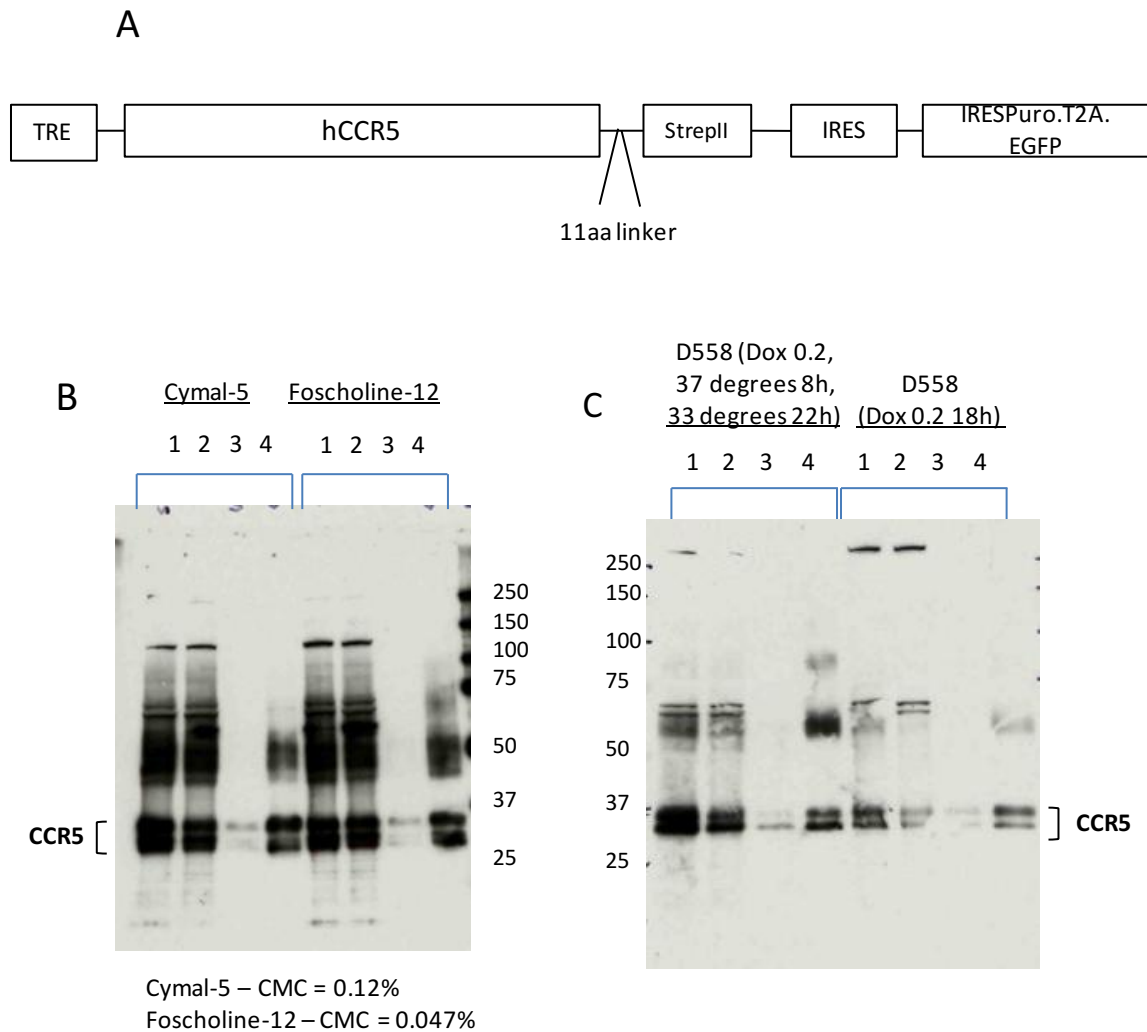 A
TRE
hCCR5
StrepII
IRES
IRESPuro.T2A.
EGFP
11aa linker
B
Cymal-5
Foscholine-12
1 2 3 4
1 2 3 4
250
150
100
75
50
37
25
CCR5
Cymal-5 – CMC = 0.12%
Foscholine-12 – CMC = 0.047%
C
D558 (Dox 0.2,
37 degrees 8h,
33 degrees 22h)
D558
(Dox 0.2 18h)
1 2 3 4
1 2 3 4
250
150
100
75
50
37
25
CCR5